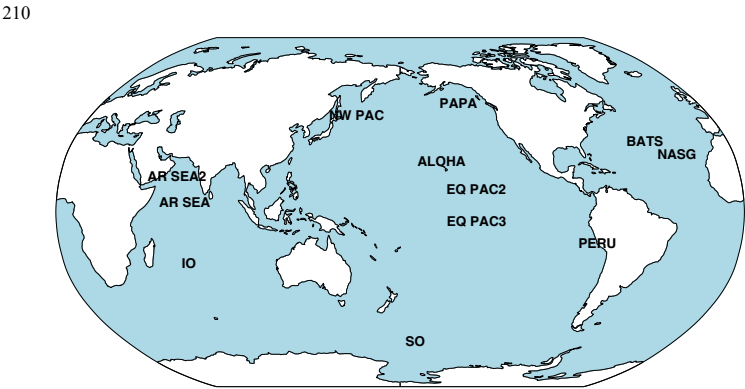 210
PAPA
NW PAC
BATS
NASG
ALOHA
AR SEA2
EQ PAC2
AR SEA
EQ PAC3
PERU
IO
SO